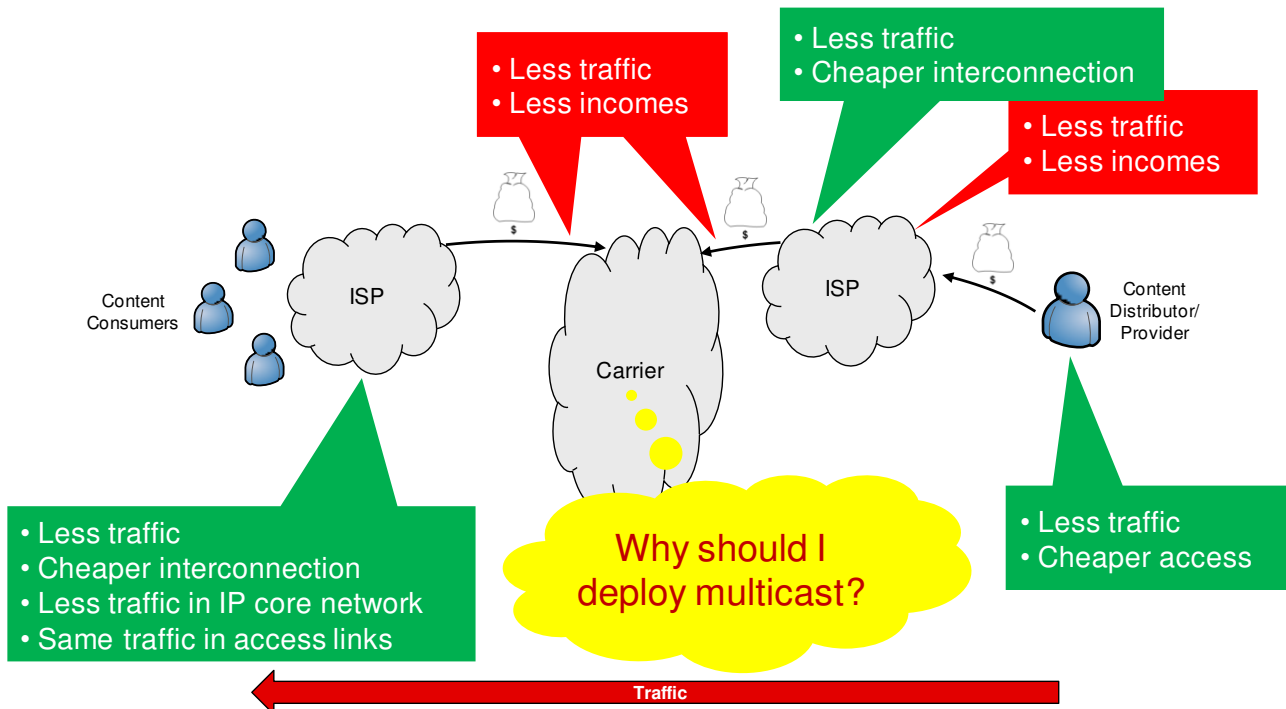 • Less traffic
• Less incomes
• Less traffic
• Cheaper interconnection
• Less traffic
• Less incomes
$
$
$
Content
Consumers
ISP
Carrier
ISP
Content
Distributor/
Provider
• Less traffic
• Cheaper interconnection
• Less traffic in IP core network
• Same traffic in access links
Why should I
deploy multicast?
• Less traffic
• Cheaper access
Traffic